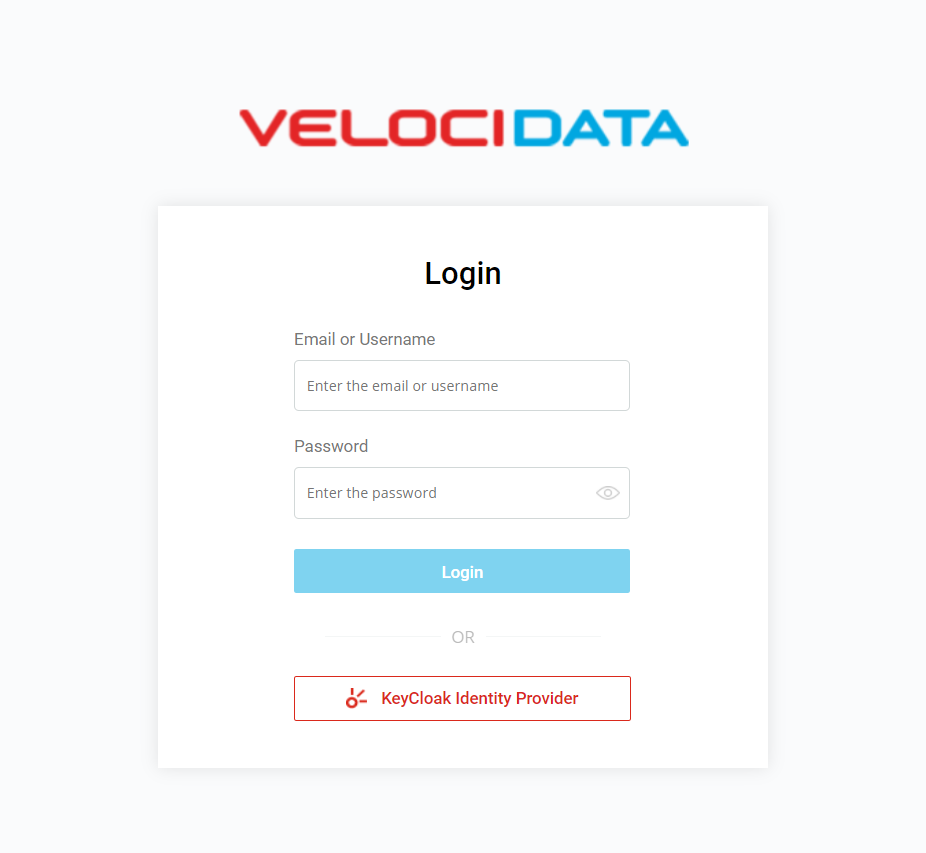 VELOCIDATA
Login
Email or Username
Enter the email or username
Password
Enter the password
Login
OR
KeyCloak Identity Provider